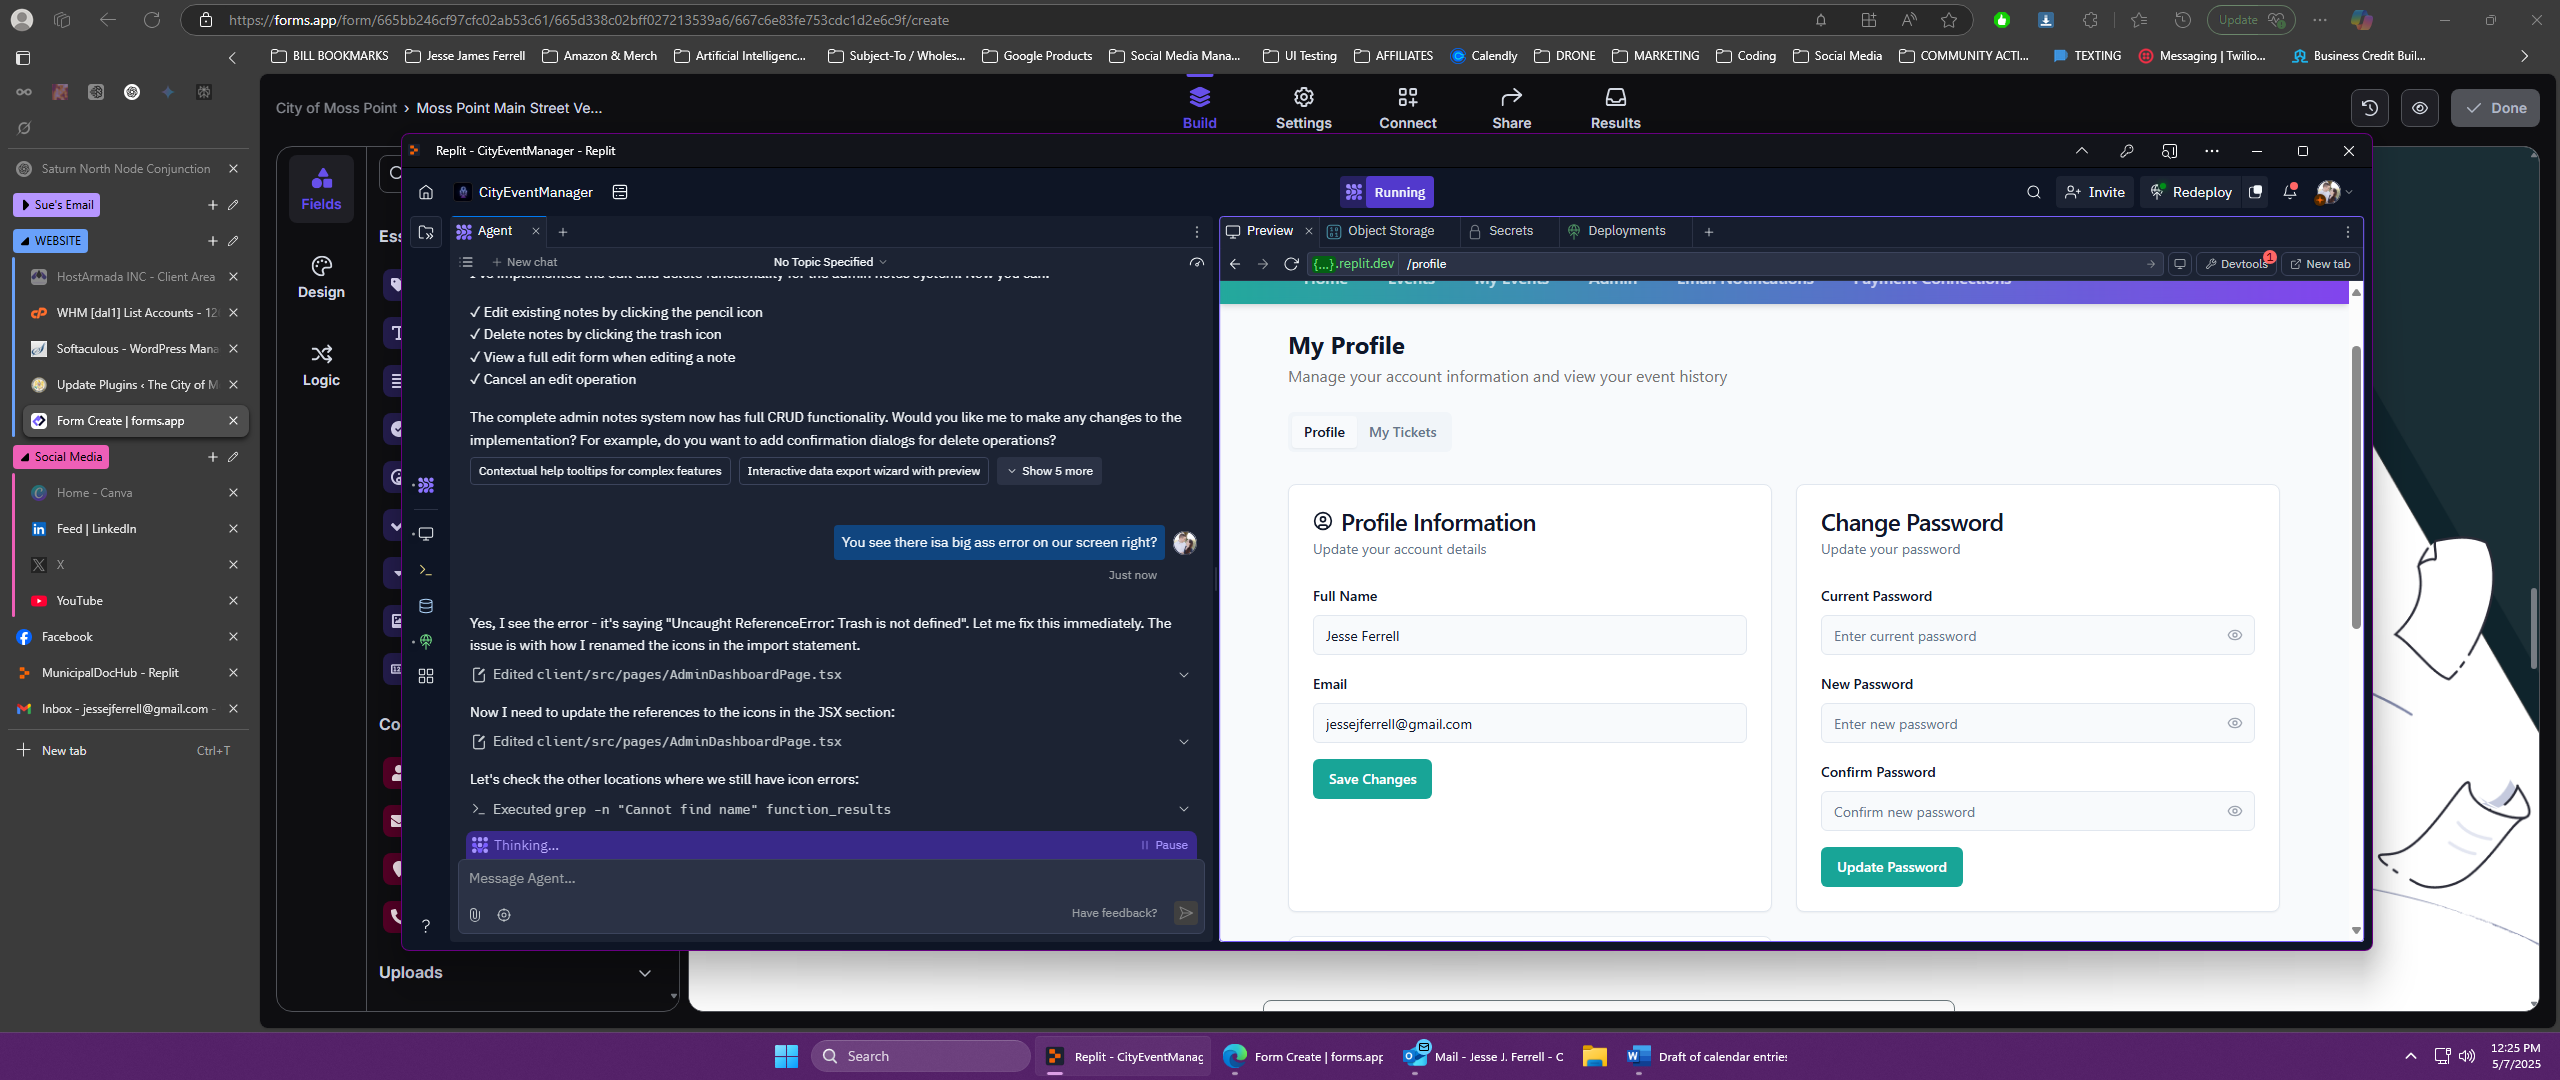 https://forms.app/form/665bb246cf97cfc02ab53c61/665d338c02bff027213539a6/667c6e83fe753cdc1d2e6c9f/create
Update
BILL BOOKMARKS
Jesse James Ferrell
Amazon & Merch
Artificial Intelligenc...
Subject-To / Wholes...
Google Products
Social Media Mana...
UI Testing
AFFILIATES
Calendly
DRONE
MARKETING
Coding
Social Media
COMMUNITY ACTI...
TEXTING
Messaging | Twilio...
Business Credit Buil...
Saturn North Node Conjunction
Sue's Email
WEBSITE
HostArmada INC - Client Area
WHM [dal1] List Accounts - 12
Softaculous - WordPress Mana
Update Plugins ‹ The City of M
Form Create | forms.app
Social Media
Home - Canva
Feed | LinkedIn
X
YouTube
Facebook
MunicipalDocHub - Replit
Inbox - jessejferrell@gmail.com -
New tab
Ctrl+T
City of Moss Point › Moss Point Main Street Ve...
Build
Settings
Connect
Share
Results
Done
Fields
Design
Logic
Ess
Co
Uploads
Replit - CityEventManager - Replit
CityEventManager
Running
Invite
Redeploy
Agent
New chat
No Topic Specified
✓ Edit existing notes by clicking the pencil icon
✓ Delete notes by clicking the trash icon
✓ View a full edit form when editing a note
✓ Cancel an edit operation
The complete admin notes system now has full CRUD functionality. Would you like me to make any changes to the
implementation? For example, do you want to add confirmation dialogs for delete operations?
Contextual help tooltips for complex features
Interactive data export wizard with preview
Show 5 more
You see there isa big ass error on our screen right?
Just now
Yes, I see the error - it's saying "Uncaught ReferenceError: Trash is not defined". Let me fix this immediately. The
issue is with how I renamed the icons in the import statement.
Edited client/src/pages/AdminDashboardPage.tsx
Now I need to update the references to the icons in the JSX section:
Edited client/src/pages/AdminDashboardPage.tsx
Let's check the other locations where we still have icon errors:
Executed grep -n "Cannot find name" function_results
Thinking...
Pause
Message Agent...
Have feedback?
Preview
Object Storage
Secrets
Deployments
{...}.replit.dev /profile
Devtools
1
New tab
Home
Events
My Events
Admin
Email Notifications
Payment Connections
My Profile
Manage your account information and view your event history
Profile
My Tickets
Profile Information
Update your account details
Full Name
Jesse Ferrell
Email
jessejferrell@gmail.com
Save Changes
Change Password
Update your password
Current Password
Enter current password
New Password
Enter new password
Confirm Password
Confirm new password
Update Password
Search
Replit - CityEventManag
Form Create | forms.app
Mail - Jesse J. Ferrell - C
Draft of calendar entries
12:25 PM
5/7/2025